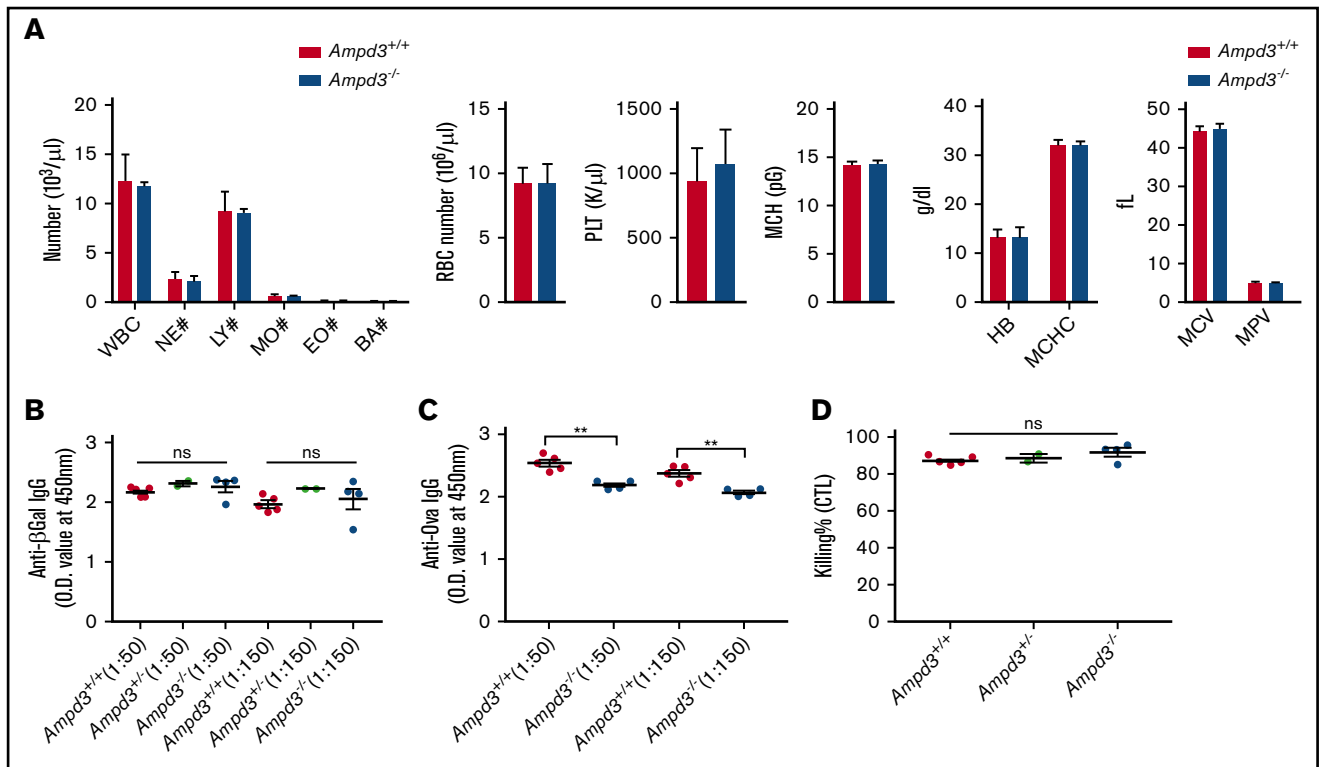 A
Ampd3+/+
Ampd3-/-
Ampd3+/+
Ampd3-/-
Number (10³/µl)
20
15
10
5
0
WBC
NE#
LY#
MO#
EO#
BA#
RBC number (10⁶/µl)
15
10
5
0
PLT (K/µl)
1500
1000
500
0
MCH (pG)
20
15
10
5
0
g/dl
40
30
20
10
0
HB
MCHC
fL
50
40
30
20
10
0
MCV
MPV
B
Anti-βGal IgG
(O.D. value at 450nm)
3
2
1
0
ns
ns
Ampd3+/+(1:50)
Ampd3+/-(1:50)
Ampd3-/-(1:50)
Ampd3+/+(1:150)
Ampd3+/-(1:150)
Ampd3-/-(1:150)
C
Anti-Ova IgG
(O.D. value at 450nm)
3
2
1
0
**
**
Ampd3+/+(1:50)
Ampd3-/-(1:50)
Ampd3+/+(1:150)
Ampd3-/-(1:150)
D
Killing% (CTL)
100
80
60
40
20
0
ns
Ampd3+/+
Ampd3+/-
Ampd3-/-